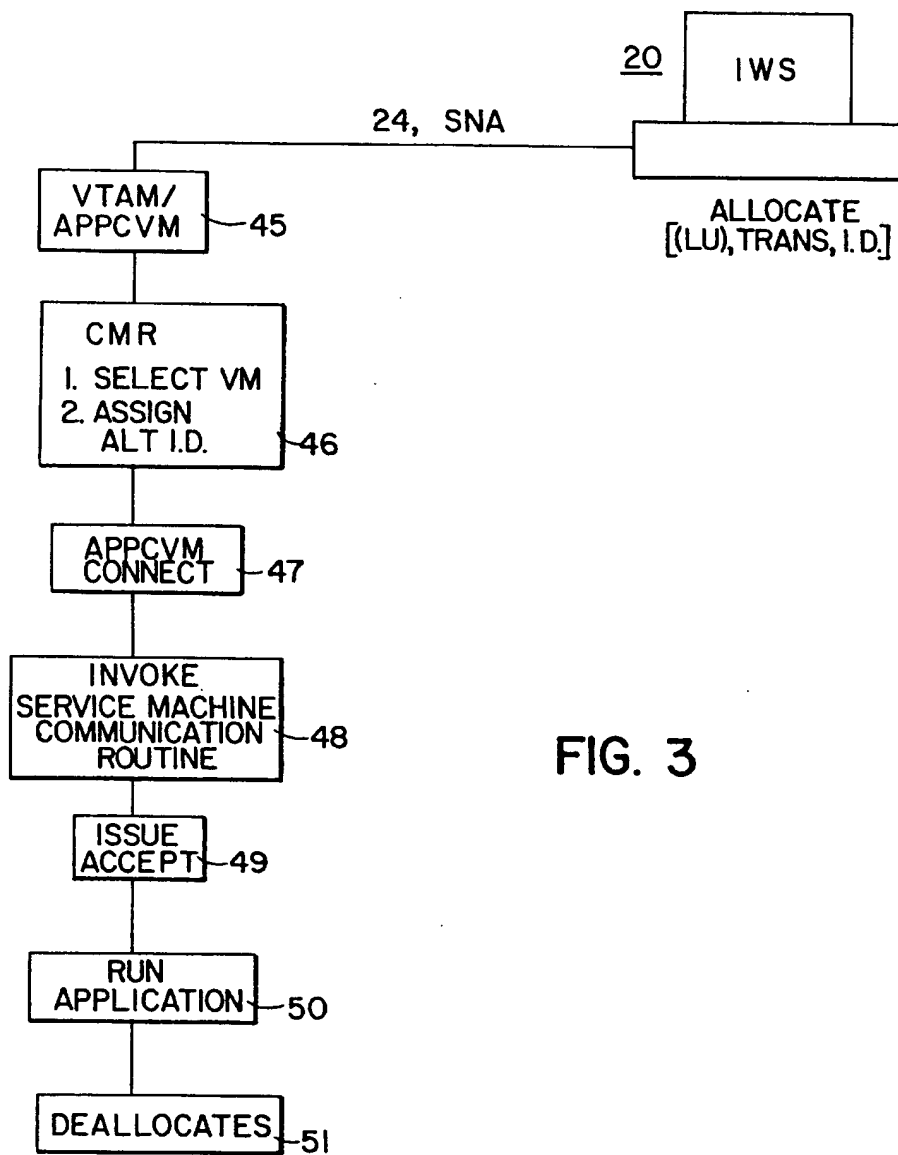 20
IWS
24, SNA
ALLOCATE
[(LU), TRANS, I.D.]
VTAM/
APPCVM
45
CMR
1. SELECT VM
2. ASSIGN
ALT I.D.
46
APPCVM
CONNECT
47
INVOKE
SERVICE MACHINE
COMMUNICATION
ROUTINE
48
FIG. 3
ISSUE
ACCEPT
49
RUN
APPLICATION
50
DEALLOCATES
51